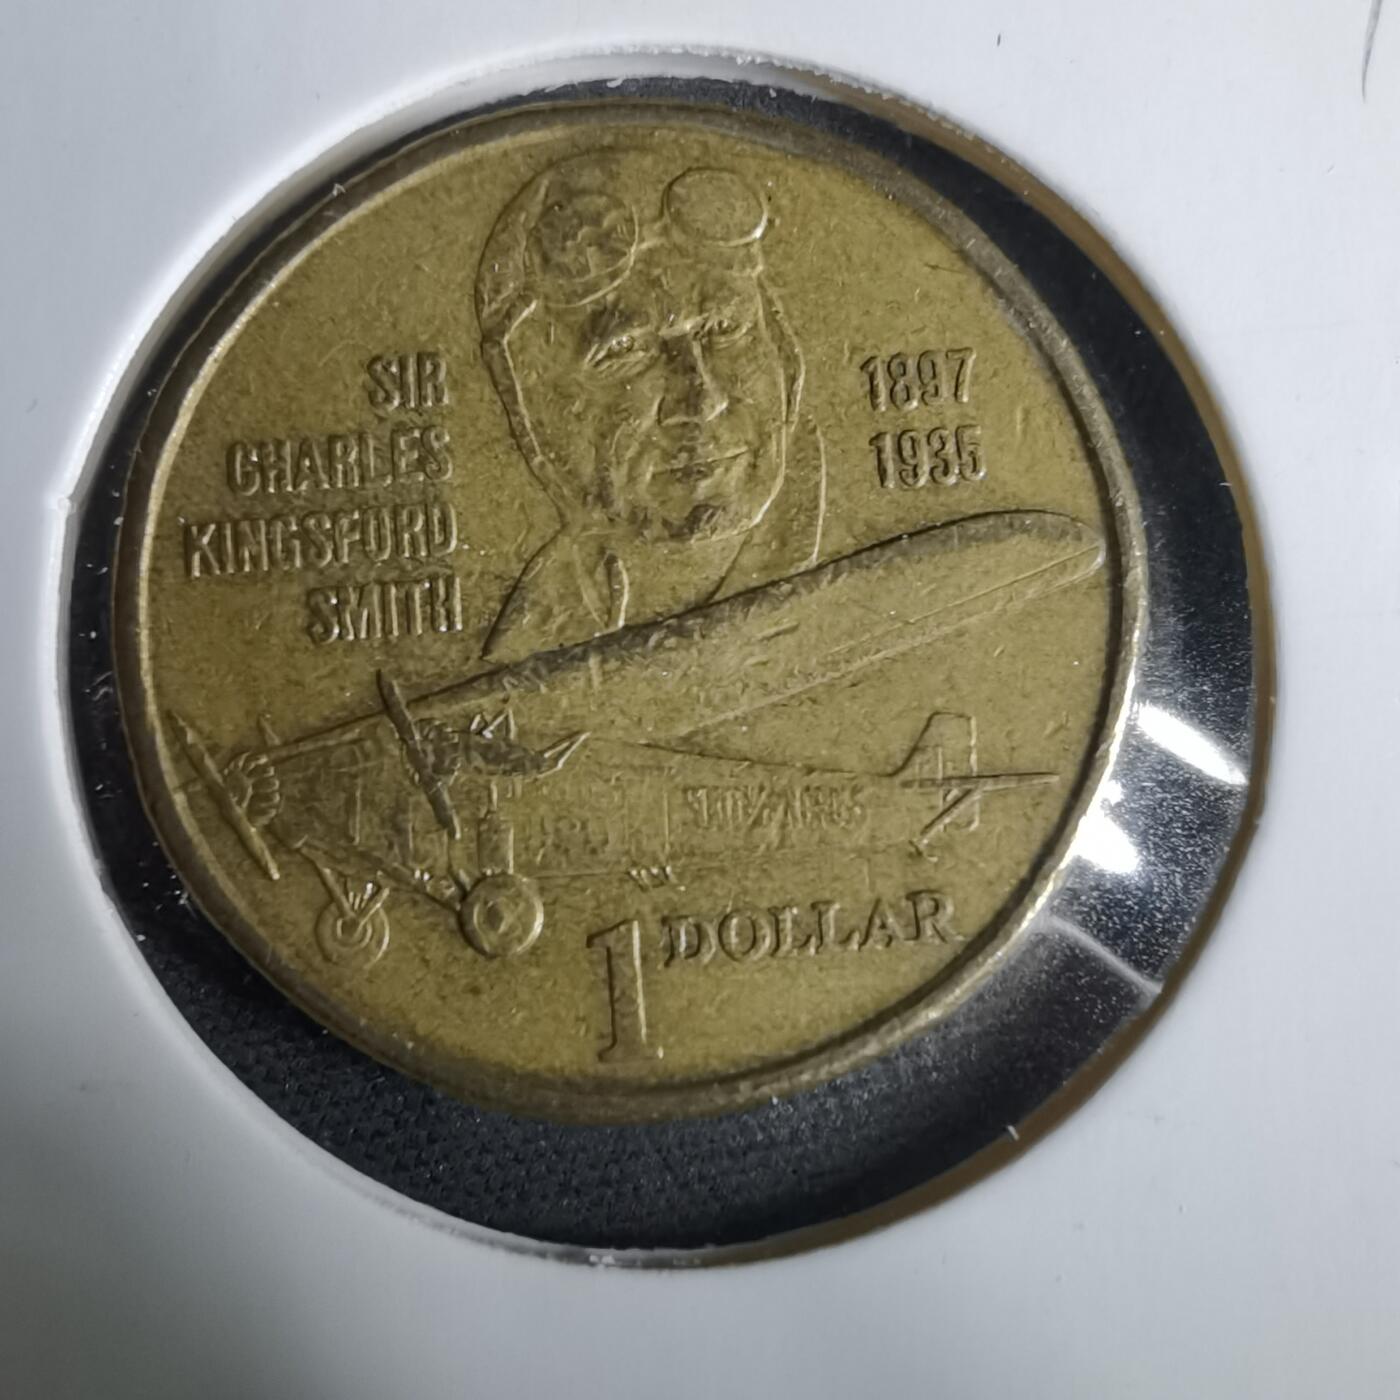 SIR
CHARLES
KINGSFORD
SMITH
1897
1935
1 DOLLAR